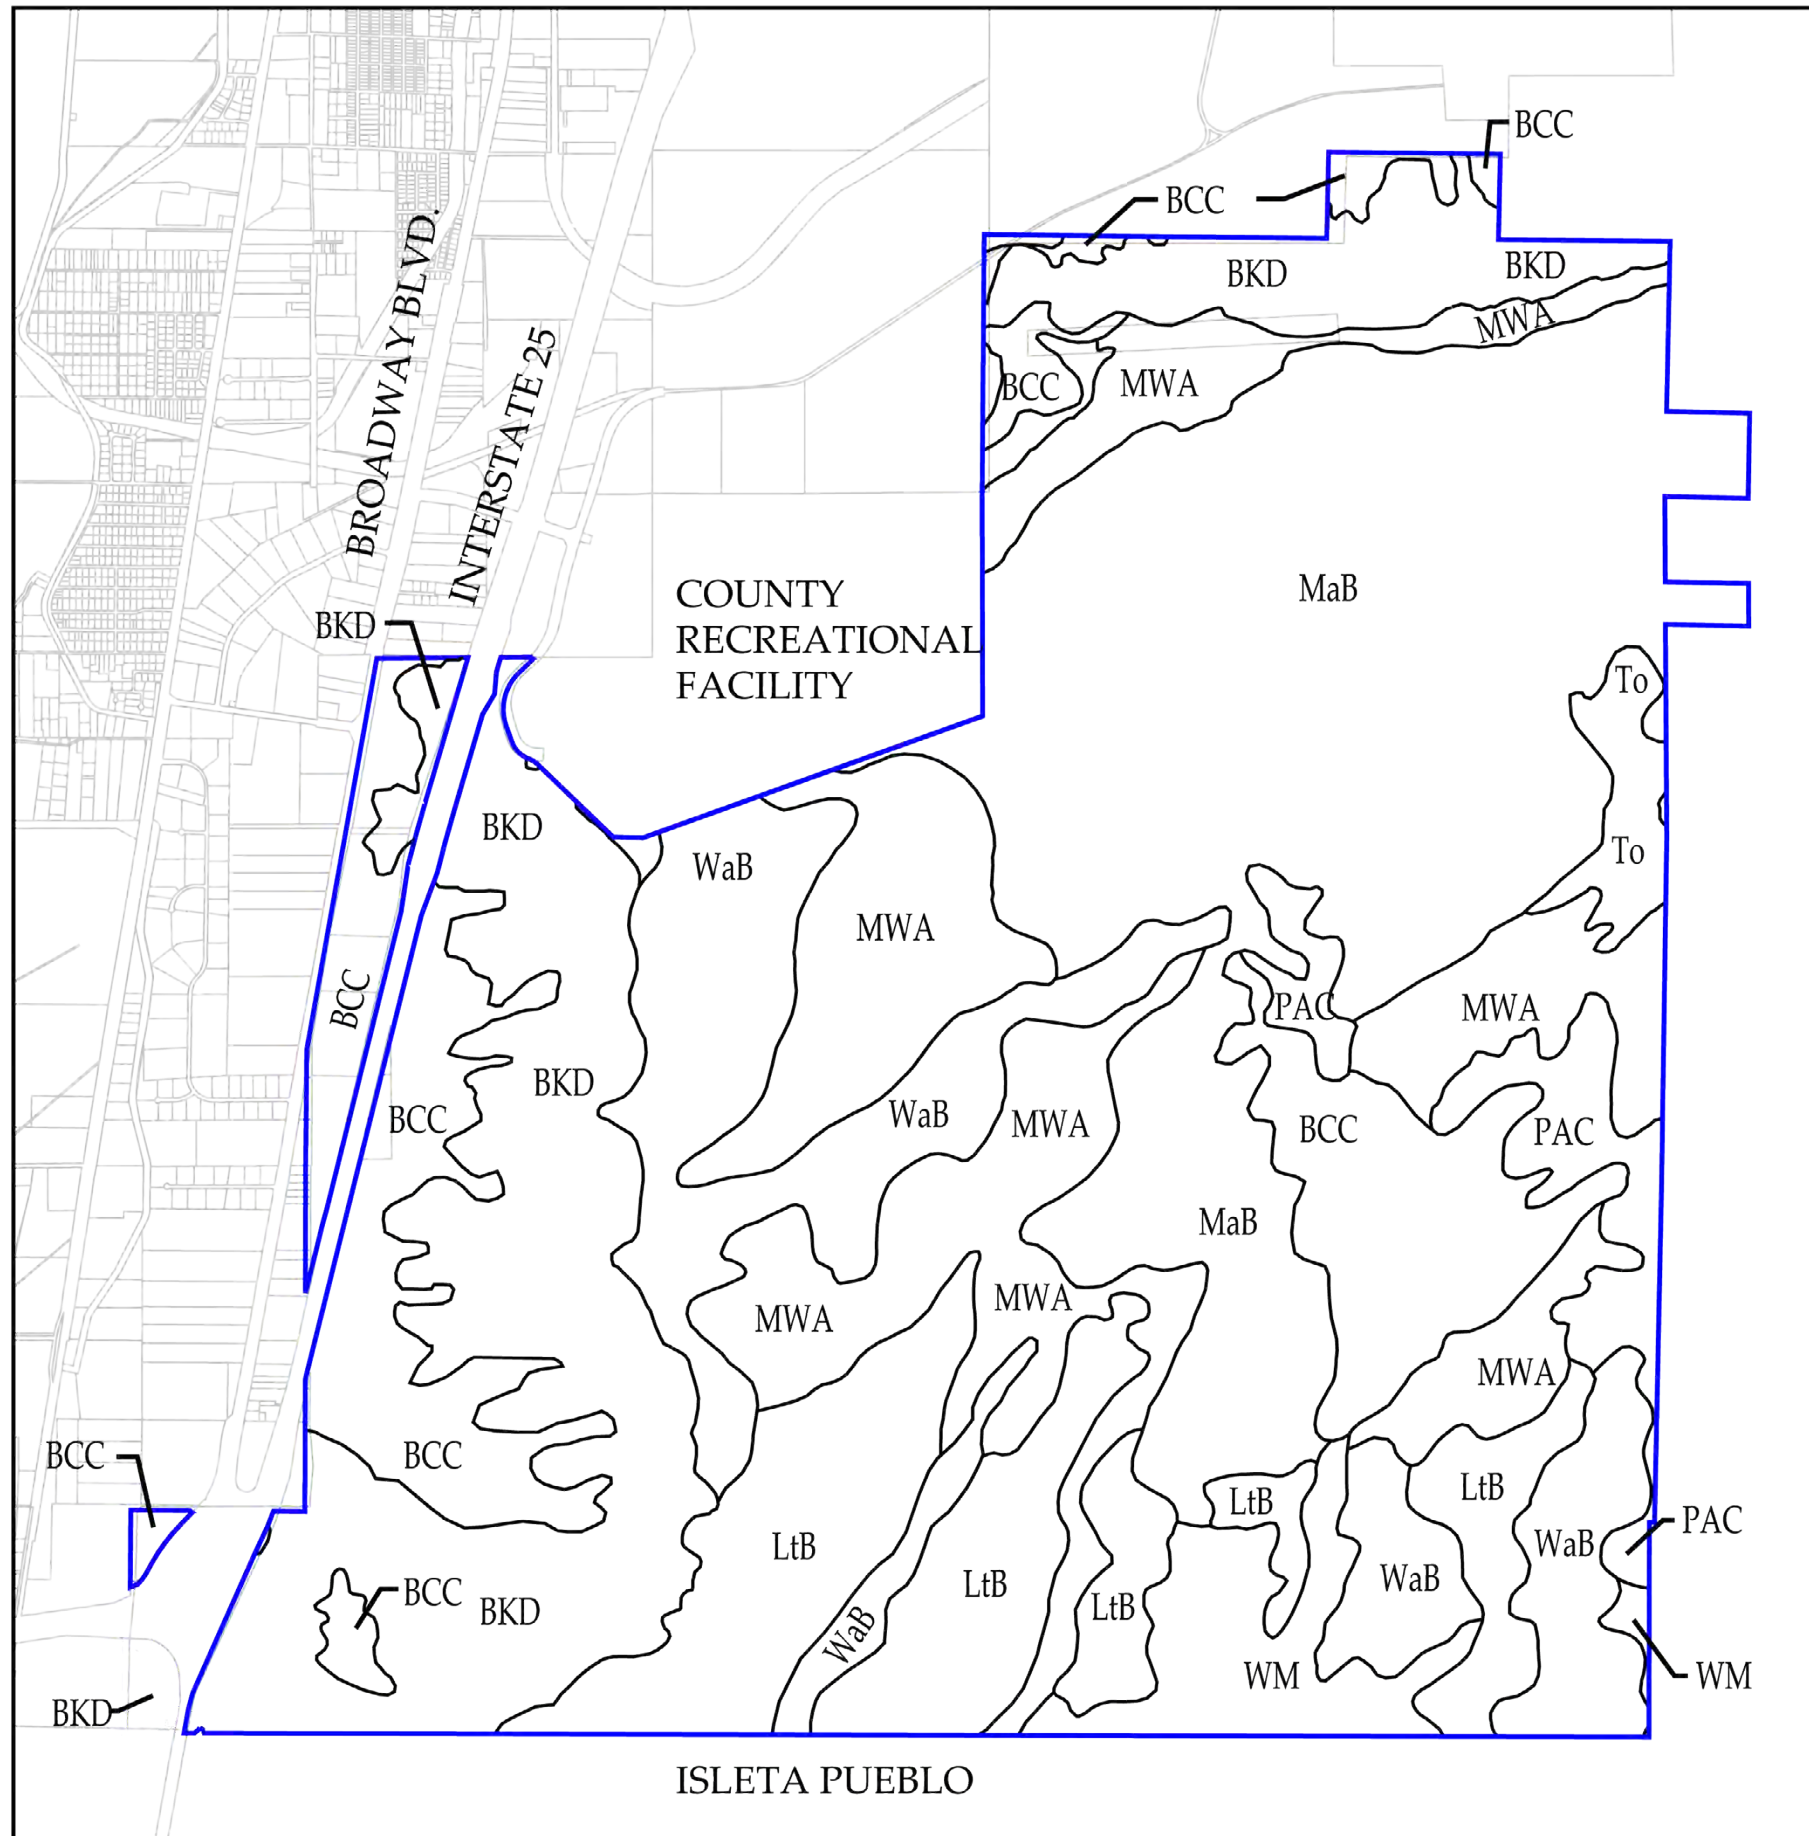 BCC
BCC
BKD
BKD
MWA
BCC
MWA
BROADWAY BLVD.
INTERSTATE 25
COUNTY
RECREATIONAL
FACILITY
MaB
BKD
To
BKD
WaB
To
MWA
BCC
PAC
MWA
BKD
BCC
WaB
MWA
BCC
PAC
MaB
MWA
MWA
MWA
BCC
BCC
LtB
LtB
PAC
LtB
WaB
LtB
WaB
BCC
BKD
LtB
WaB
WM
WM
BKD
ISLETA PUEBLO